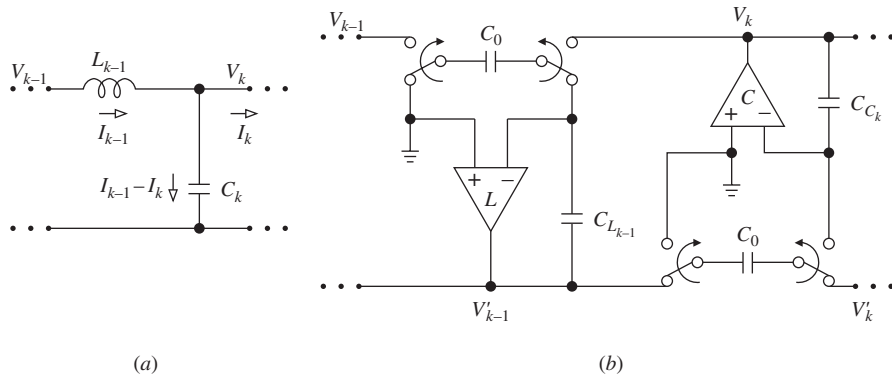 V_{k–1}
L_{k–1}
V_k
I_{k–1}
I_k
I_{k–1} – I_k
C_k
(a)
V_{k–1}
C_0
V_k
+
–
L
C_{L_{k–1}}
C
+
–
C_{C_k}
C_0
V'_{k–1}
V'_k
(b)